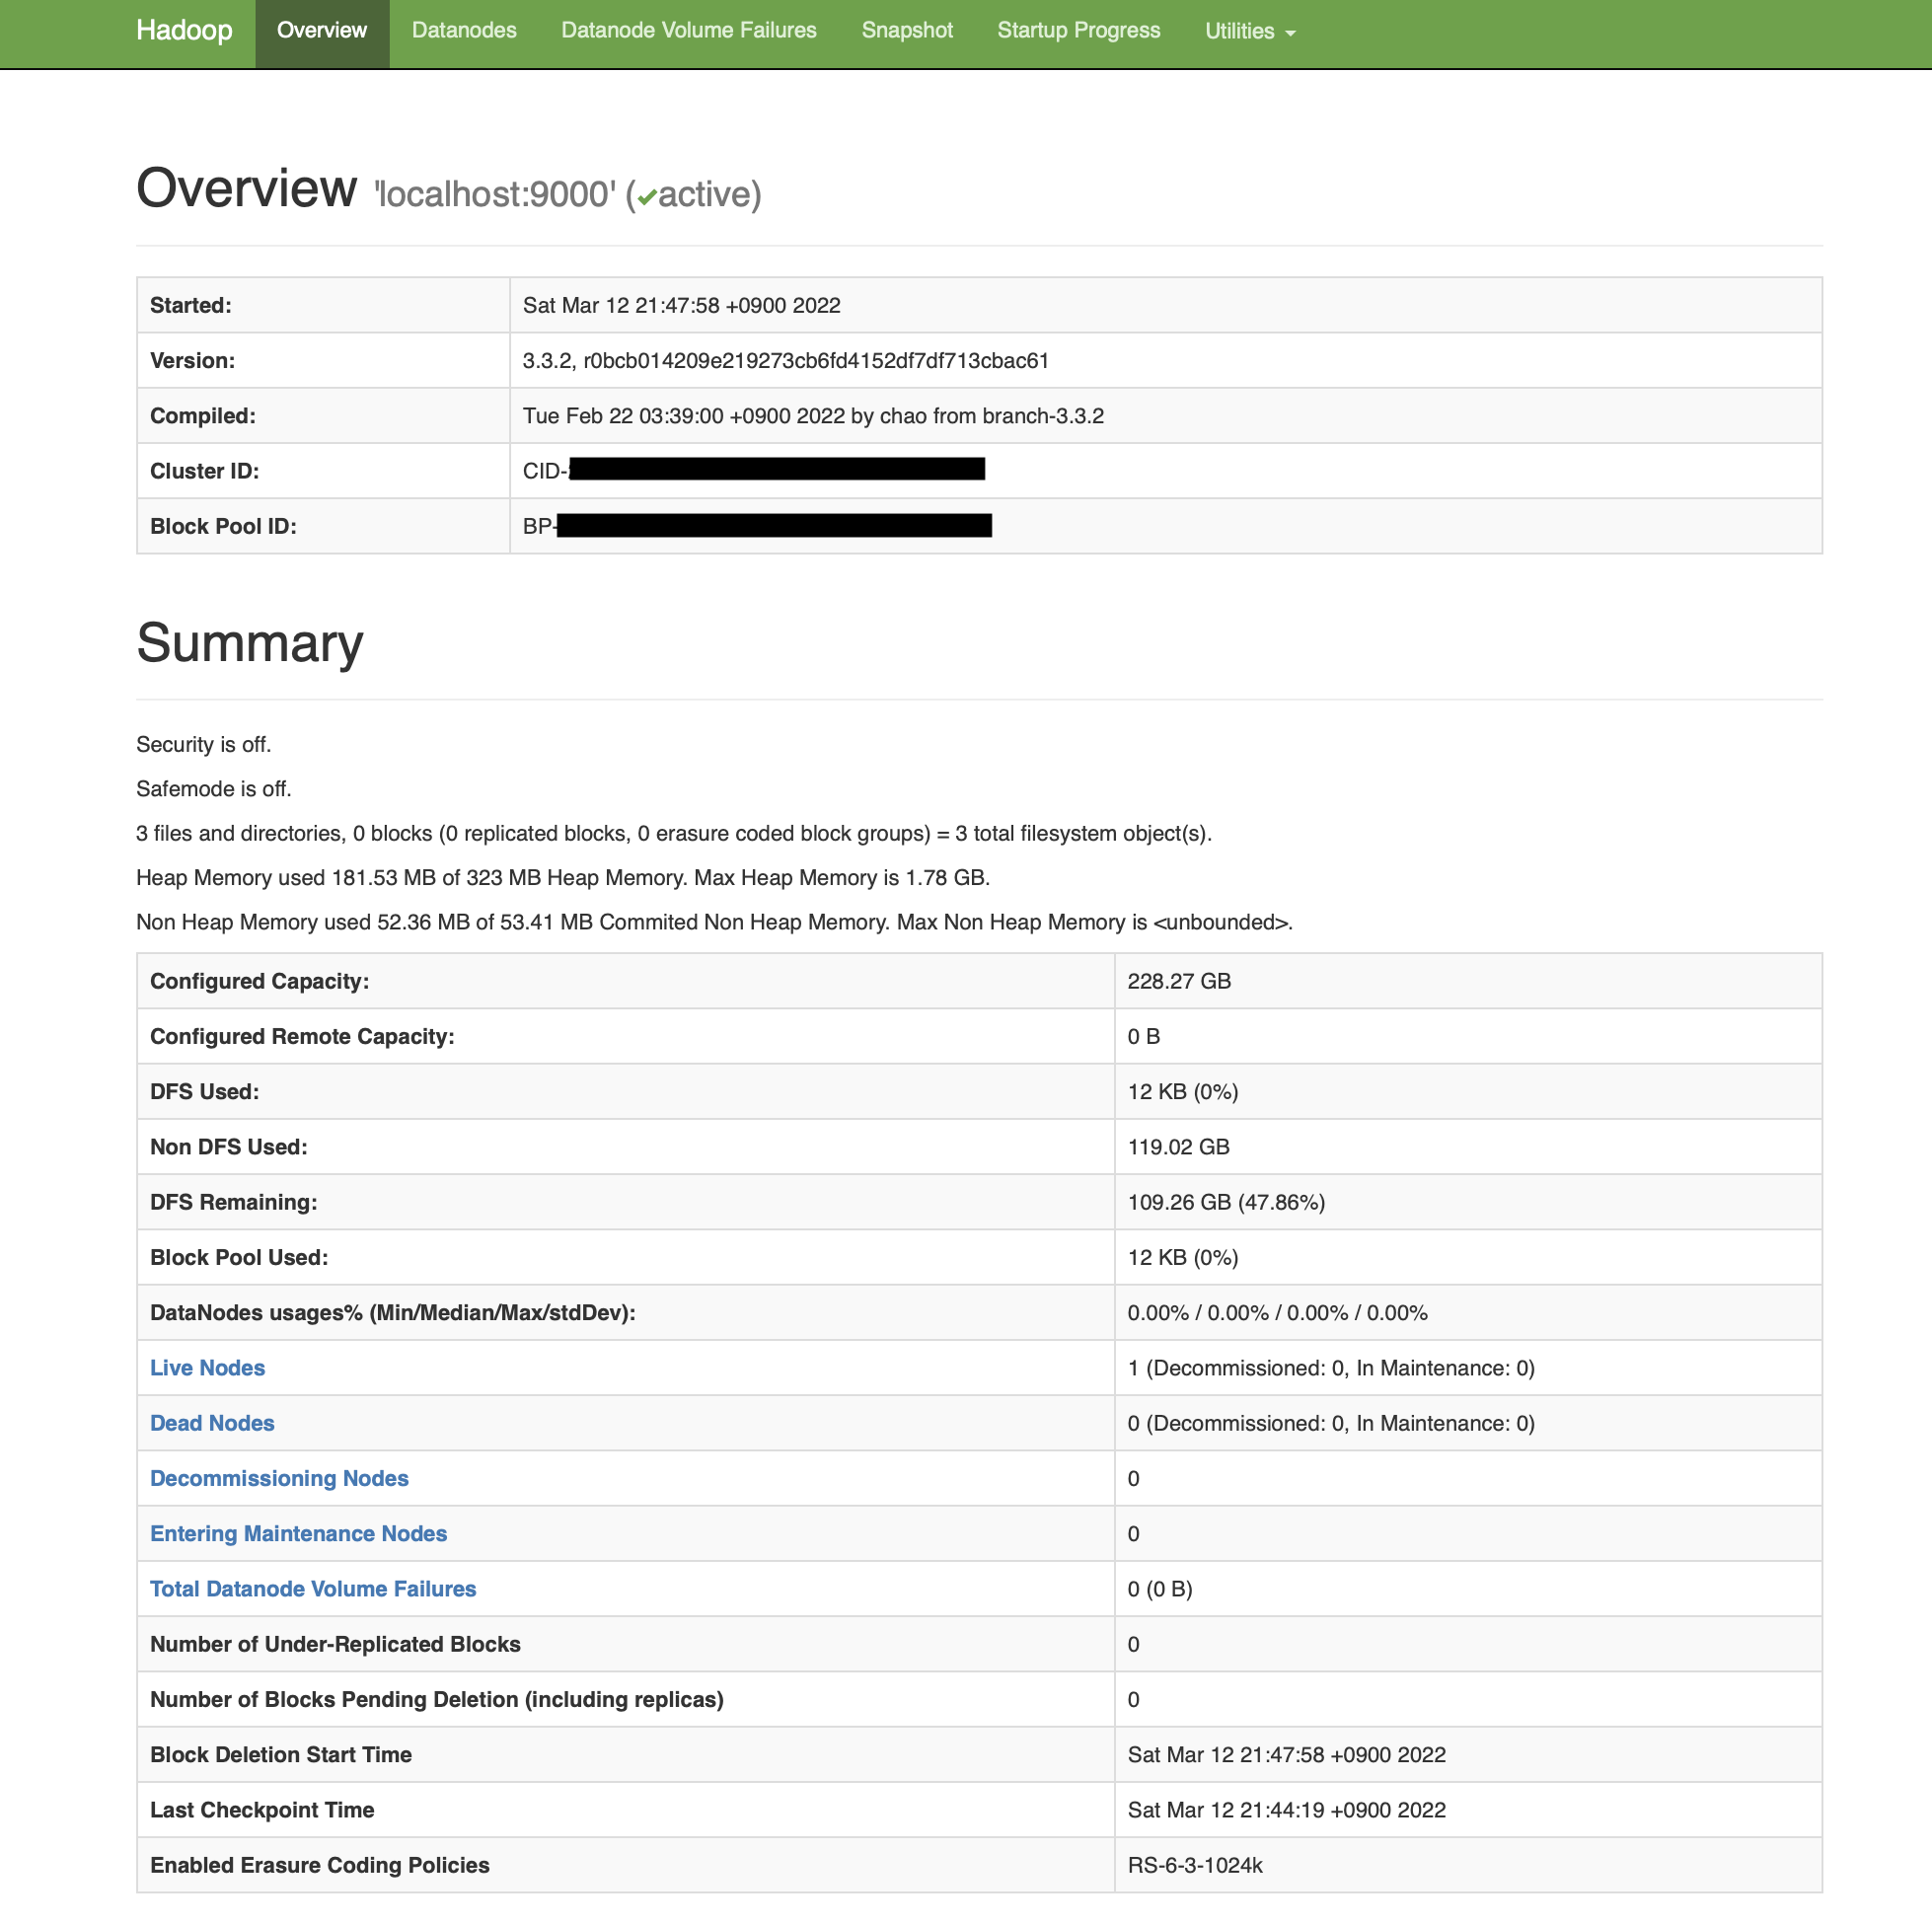 Hadoop Overview Datanodes Datanode Volume Failures Snapshot Startup Progress Utilities
Overview 'localhost:9000' (✔active)
Started: Sat Mar 12 21:47:58 +0900 2022
Version: 3.3.2, r0bcb014209e219273cb6fd4152df7df713cbac61
Compiled: Tue Feb 22 03:39:00 +0900 2022 by chao from branch-3.3.2
Cluster ID: CID-
Block Pool ID: BP-
Summary
Security is off.
Safemode is off.
3 files and directories, 0 blocks (0 replicated blocks, 0 erasure coded block groups) = 3 total filesystem object(s).
Heap Memory used 181.53 MB of 323 MB Heap Memory. Max Heap Memory is 1.78 GB.
Non Heap Memory used 52.36 MB of 53.41 MB Commited Non Heap Memory. Max Non Heap Memory is <unbounded>.
Configured Capacity: 228.27 GB
Configured Remote Capacity: 0 B
DFS Used: 12 KB (0%)
Non DFS Used: 119.02 GB
DFS Remaining: 109.26 GB (47.86%)
Block Pool Used: 12 KB (0%)
DataNodes usages% (Min/Median/Max/stdDev): 0.00% / 0.00% / 0.00% / 0.00%
Live Nodes 1 (Decommissioned: 0, In Maintenance: 0)
Dead Nodes 0 (Decommissioned: 0, In Maintenance: 0)
Decommissioning Nodes 0
Entering Maintenance Nodes 0
Total Datanode Volume Failures 0 (0 B)
Number of Under-Replicated Blocks 0
Number of Blocks Pending Deletion (including replicas) 0
Block Deletion Start Time Sat Mar 12 21:47:58 +0900 2022
Last Checkpoint Time Sat Mar 12 21:44:19 +0900 2022
Enabled Erasure Coding Policies RS-6-3-1024k